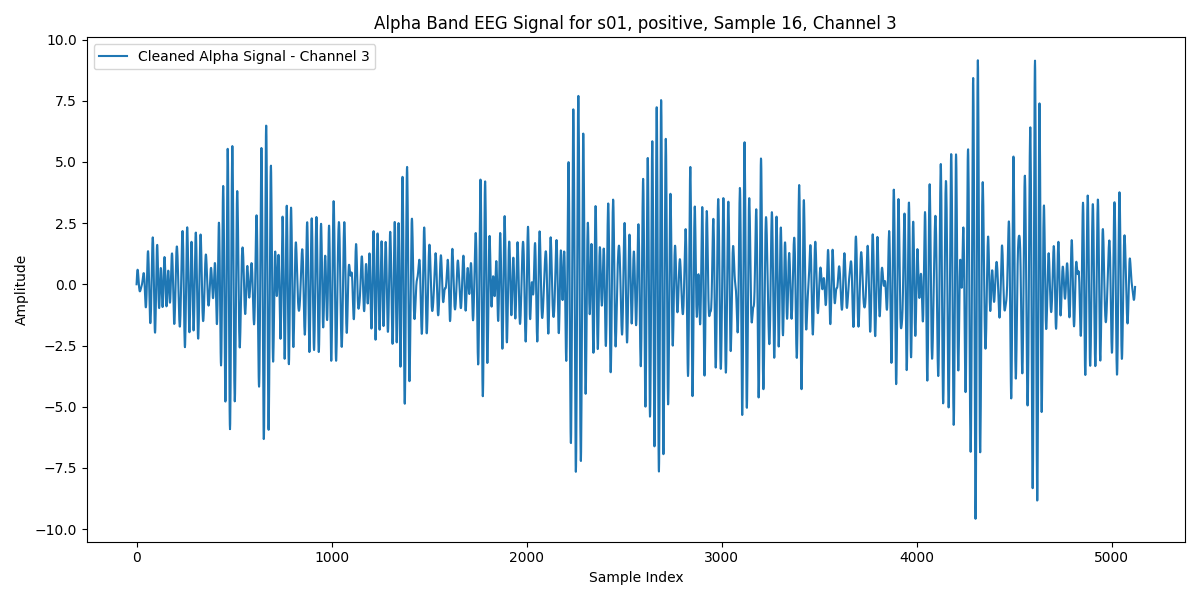 Alpha Band EEG Signal for s01, positive, Sample 16, Channel 3
Cleaned Alpha Signal - Channel 3
Amplitude
10.0
7.5
5.0
2.5
0.0
−2.5
−5.0
−7.5
−10.0
0 1000 2000 3000 4000 5000
Sample Index